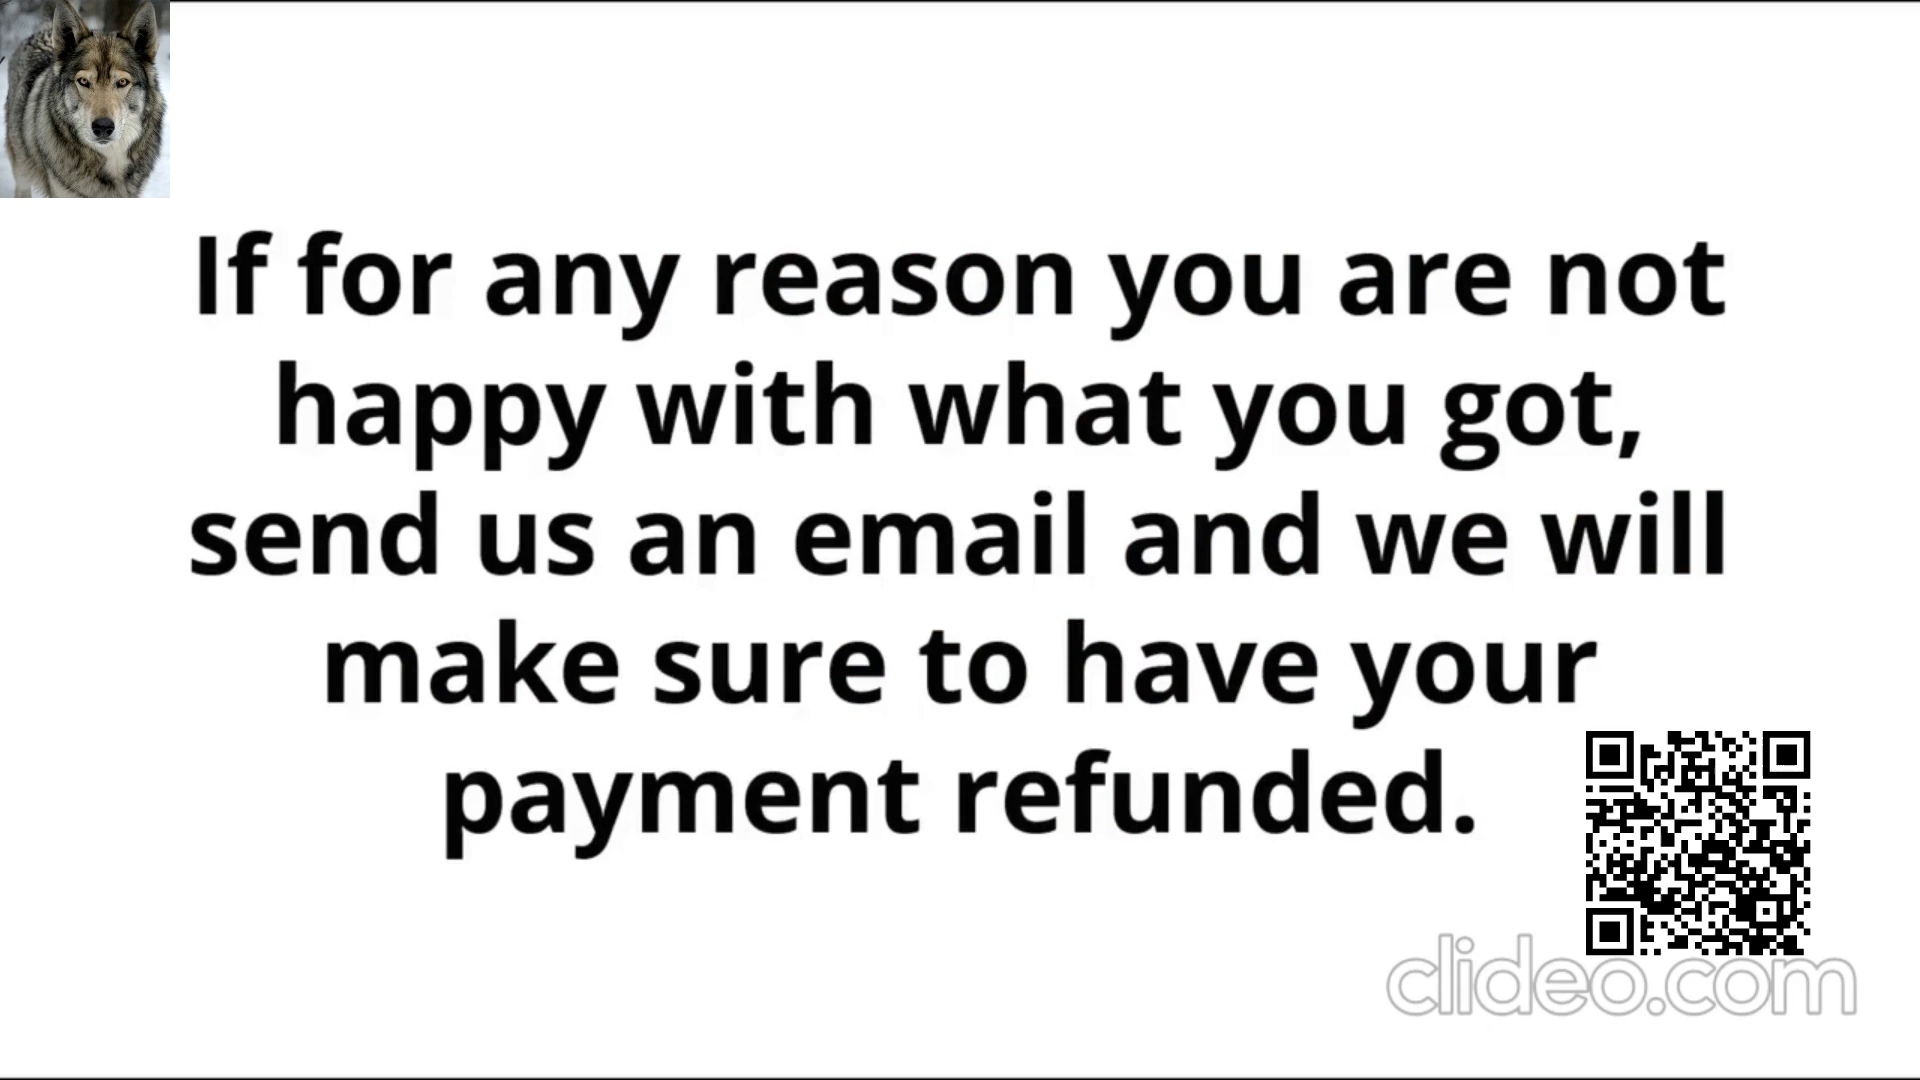 If for any reason you are not
happy with what you got,
send us an email and we will
make sure to have your
payment refunded.
clideo.com